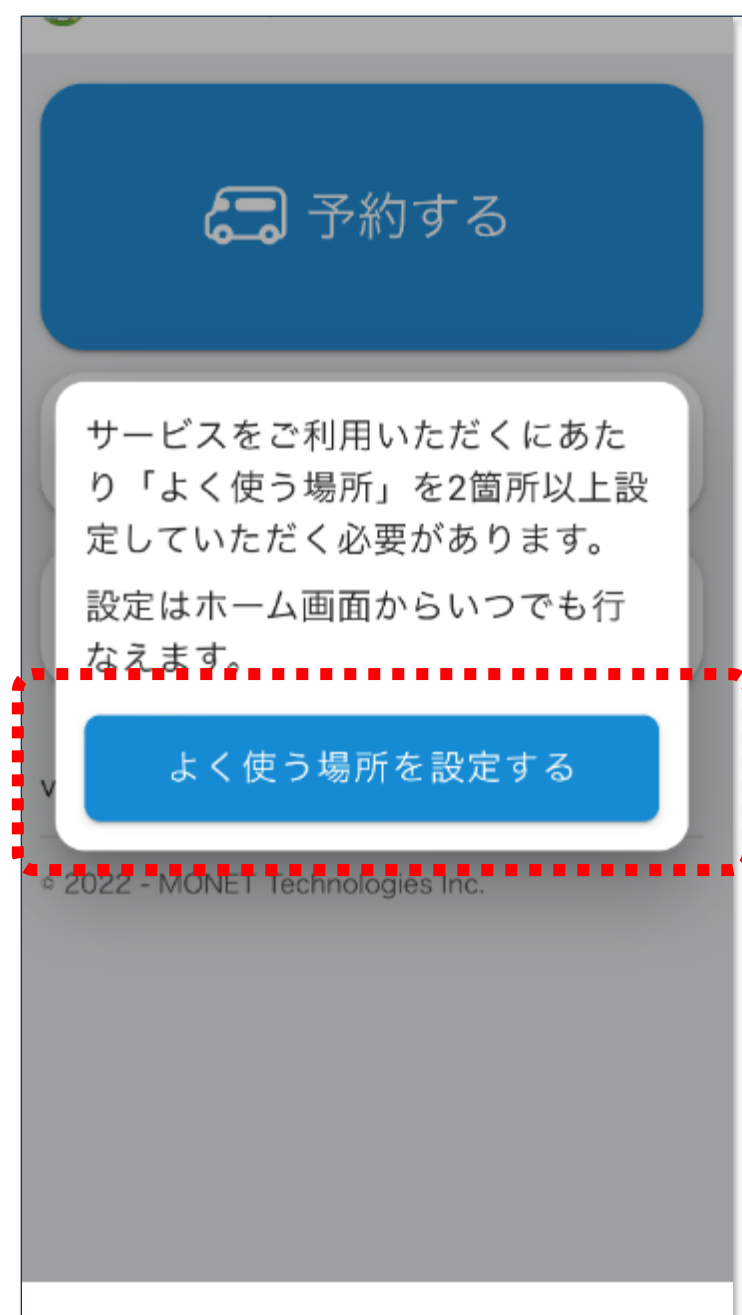 予約する
サービスをご利用いただくにあた
り「よく使う場所」を2箇所以上設
定していただく必要があります。
設定はホーム画面からいつでも行
なえます。
よく使う場所を設定する
v
© 2022 - MONET Technologies Inc.